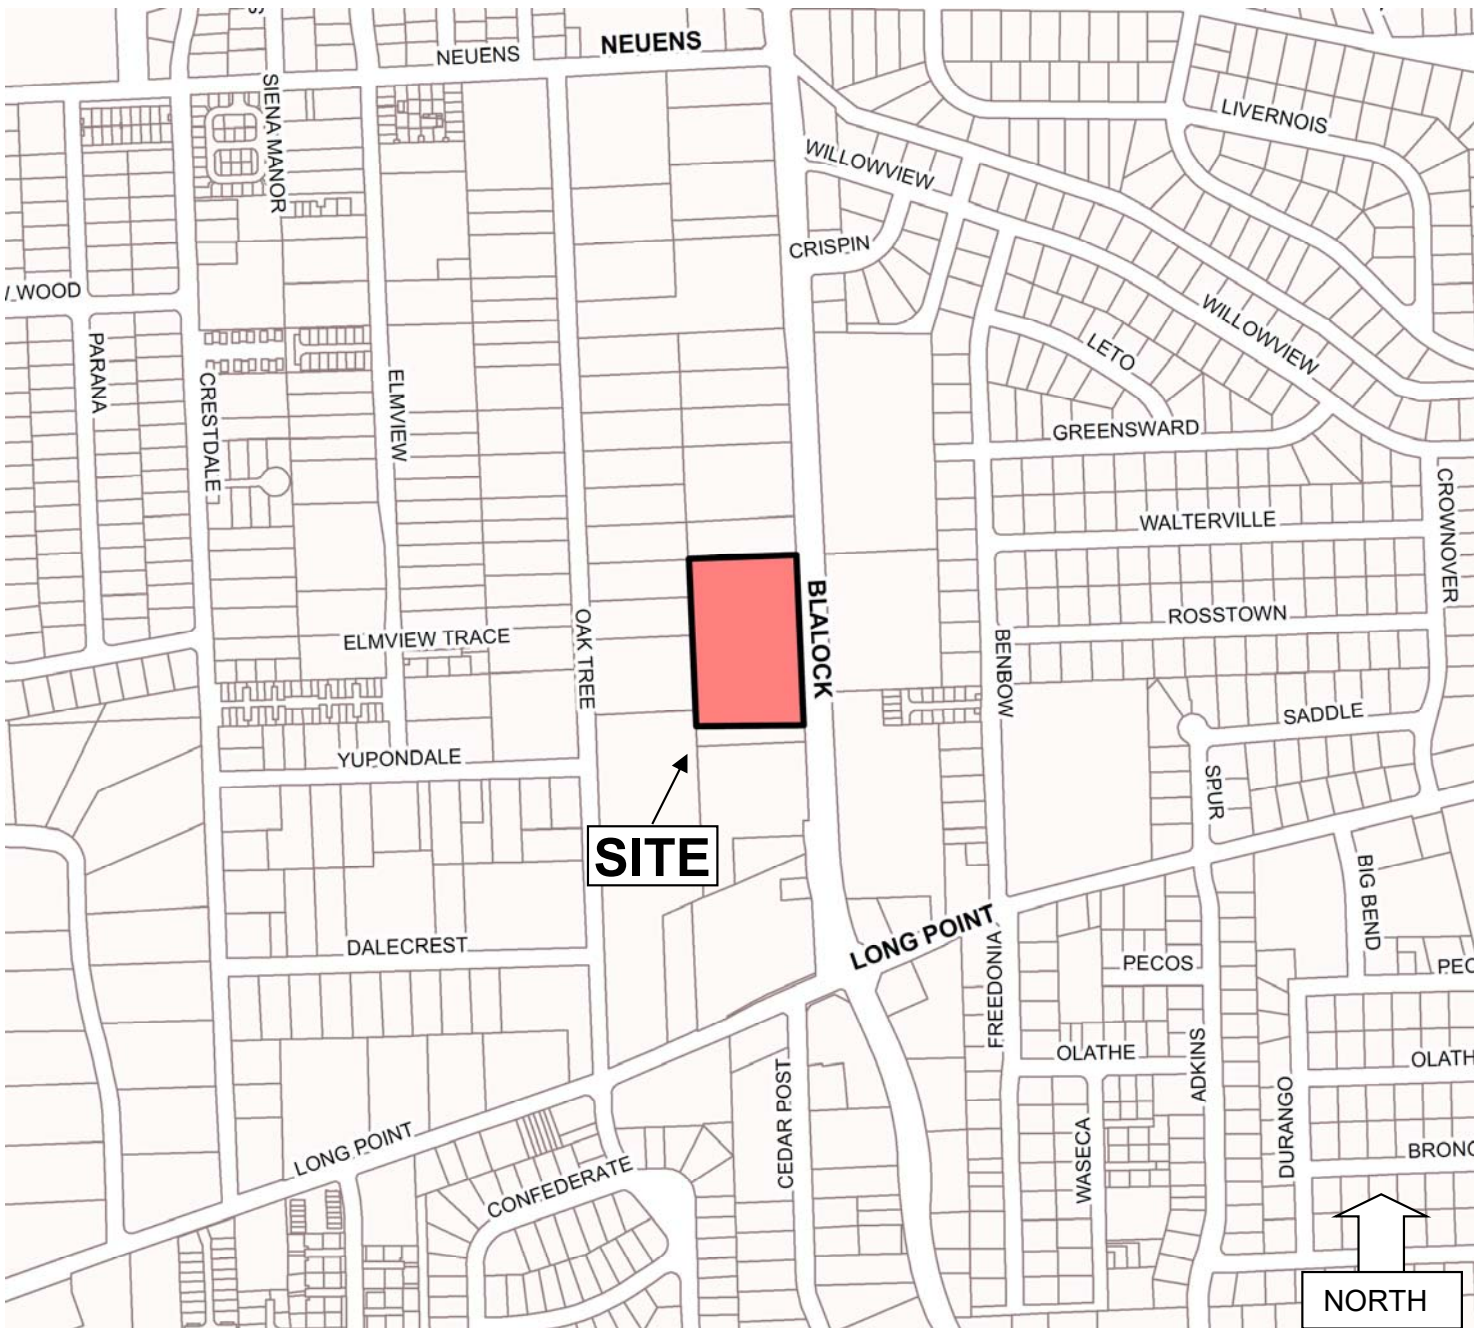 NEUENS
NEUENS
SIENA MANOR
LIVERNOIS
WILLOWVIEW
CRISPIN
WOOD
PARANA
CRESTDALE
ELMVIEW
WILLOWVIEW
LETO
GREENSWARD
CROWNOVER
WALTERVILLE
BLALOCK
ROSSTOWN
OAK TREE
ELMVIEW TRACE
BENBOW
SADDLE
YUPONDALE
SPUR
SITE
BIG BEND
LONG POINT
DALECREST
FREEDONIA
PECOS
PEC
OLATHE
ADKINS
OLATH
CEDAR POST
DURANGO
WASECA
LONG POINT
BRONC
CONFEDERATE
NORTH